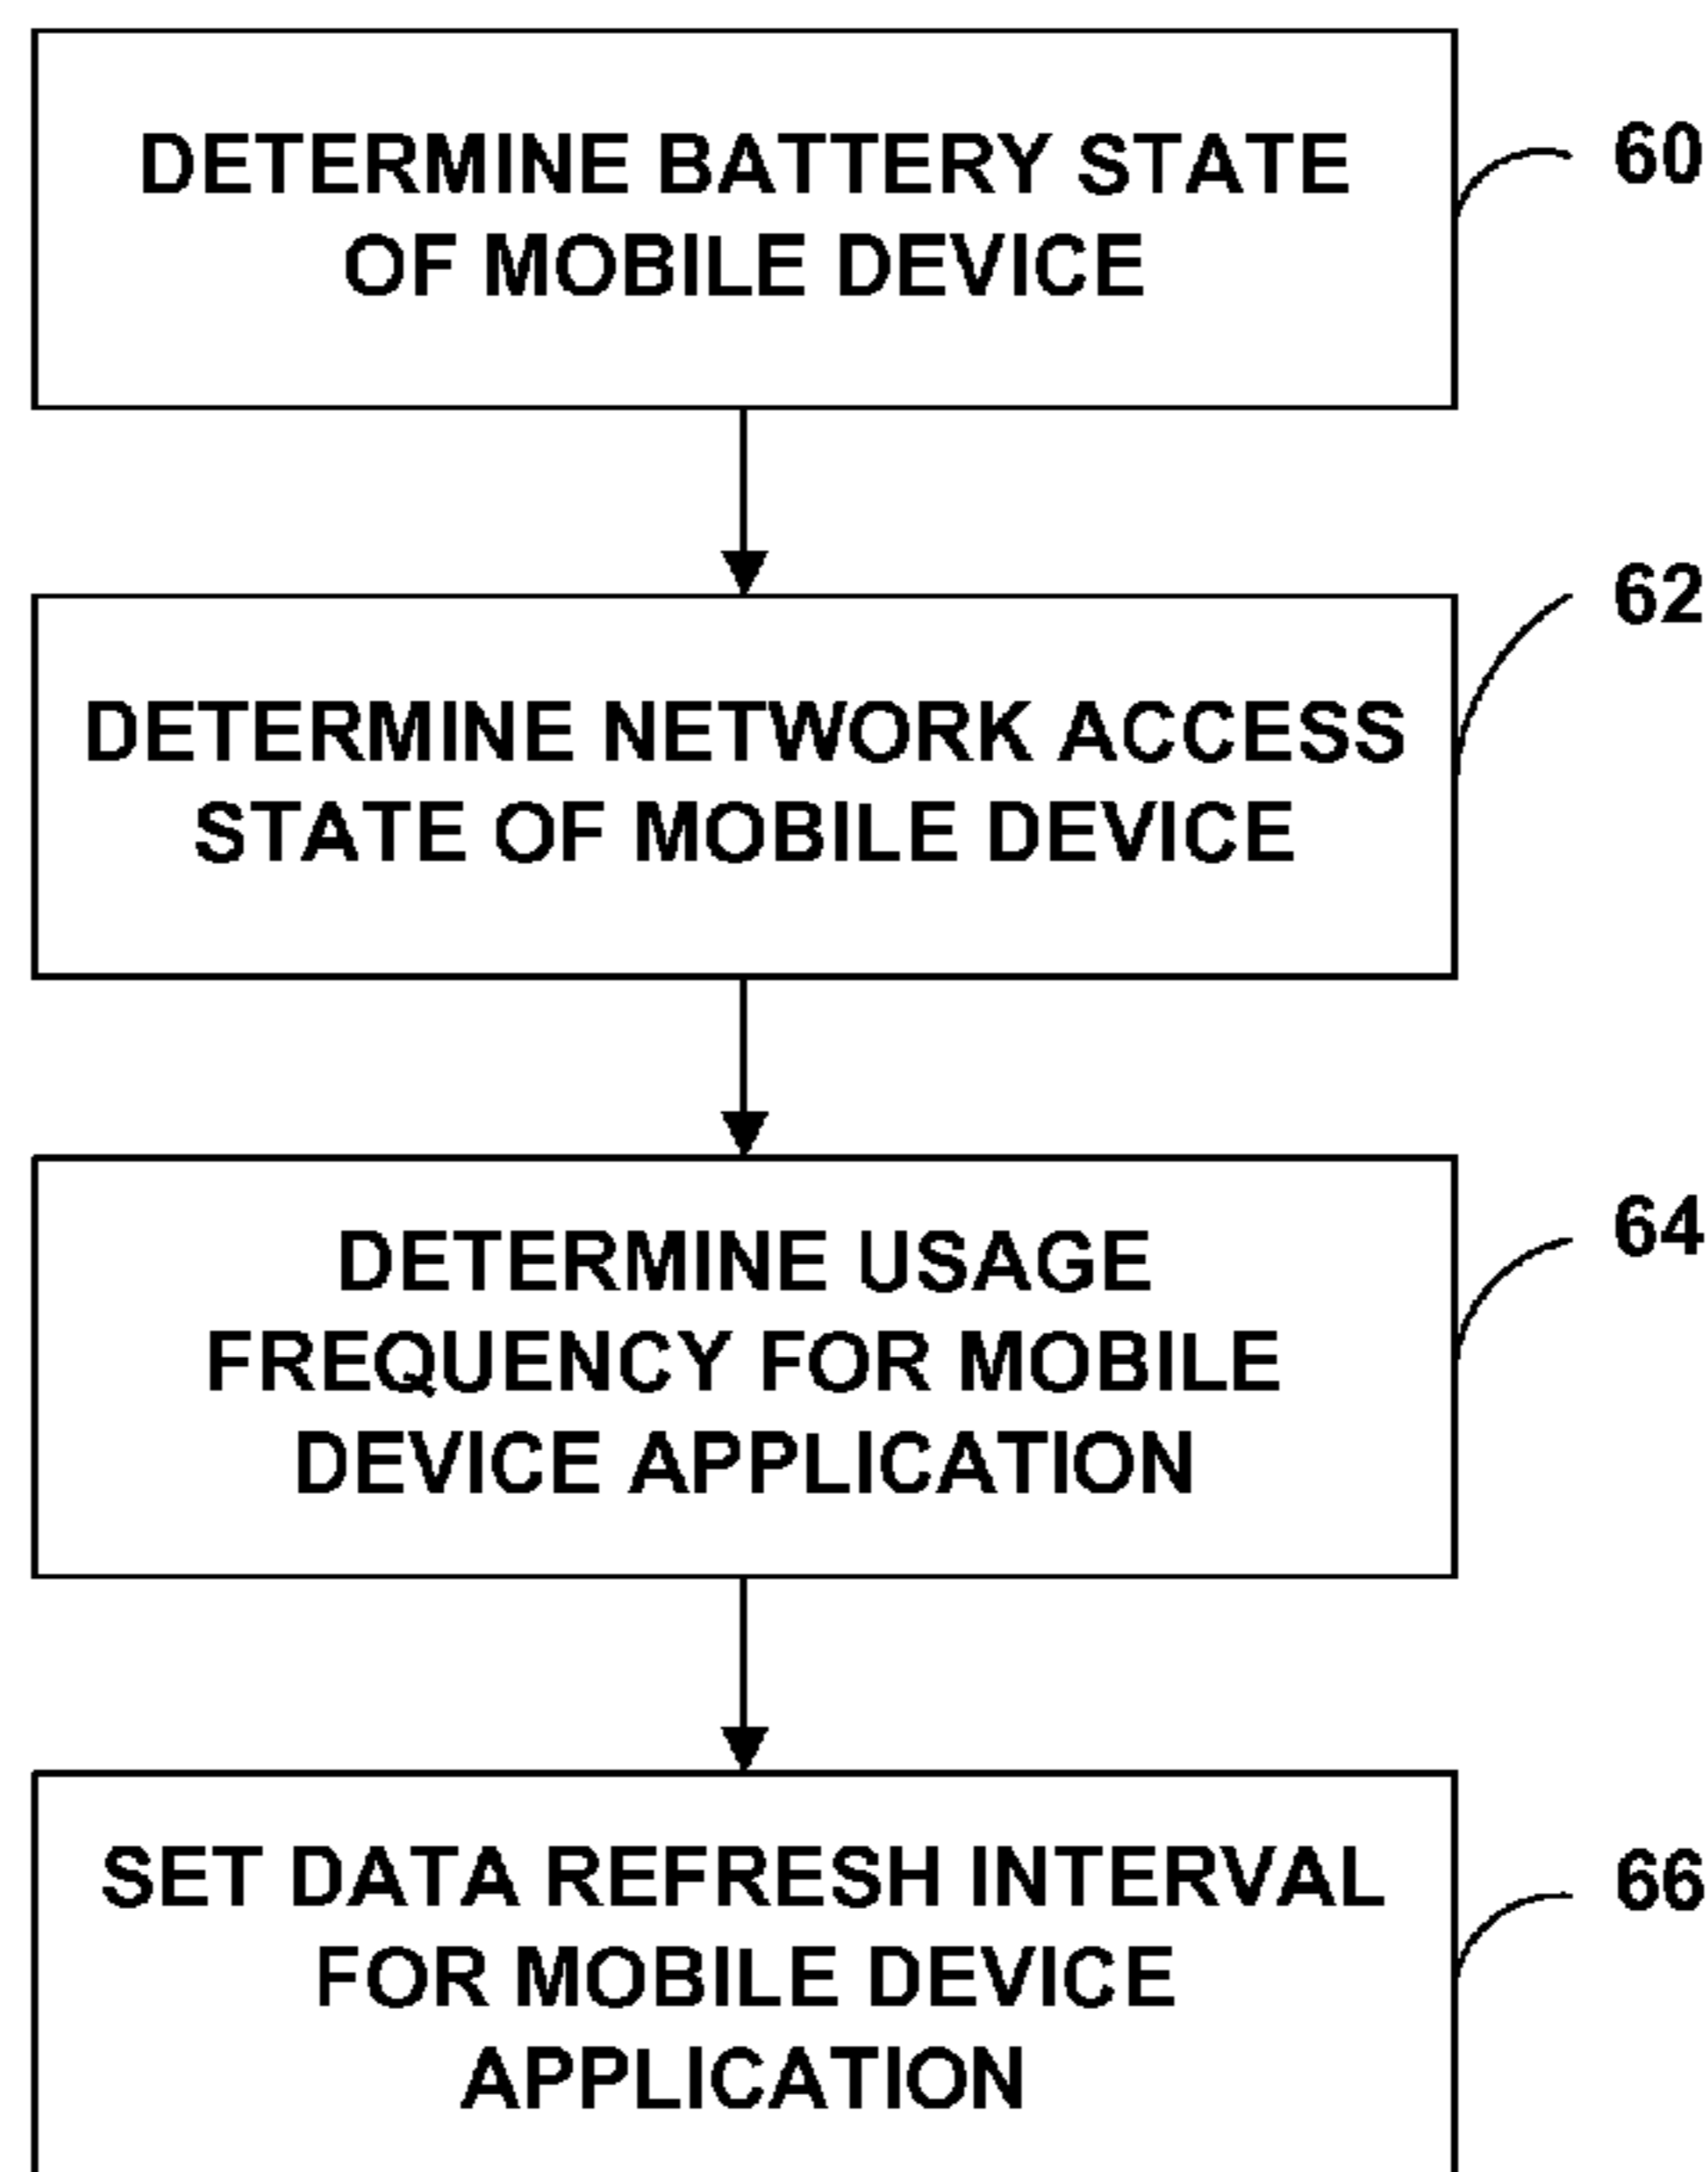 DETERMINE BATTERY STATE
OF MOBILE DEVICE
60
DETERMINE NETWORK ACCESS
STATE OF MOBILE DEVICE
62
DETERMINE USAGE
FREQUENCY FOR MOBILE
DEVICE APPLICATION
64
SET DATA REFRESH INTERVAL
FOR MOBILE DEVICE
APPLICATION
66